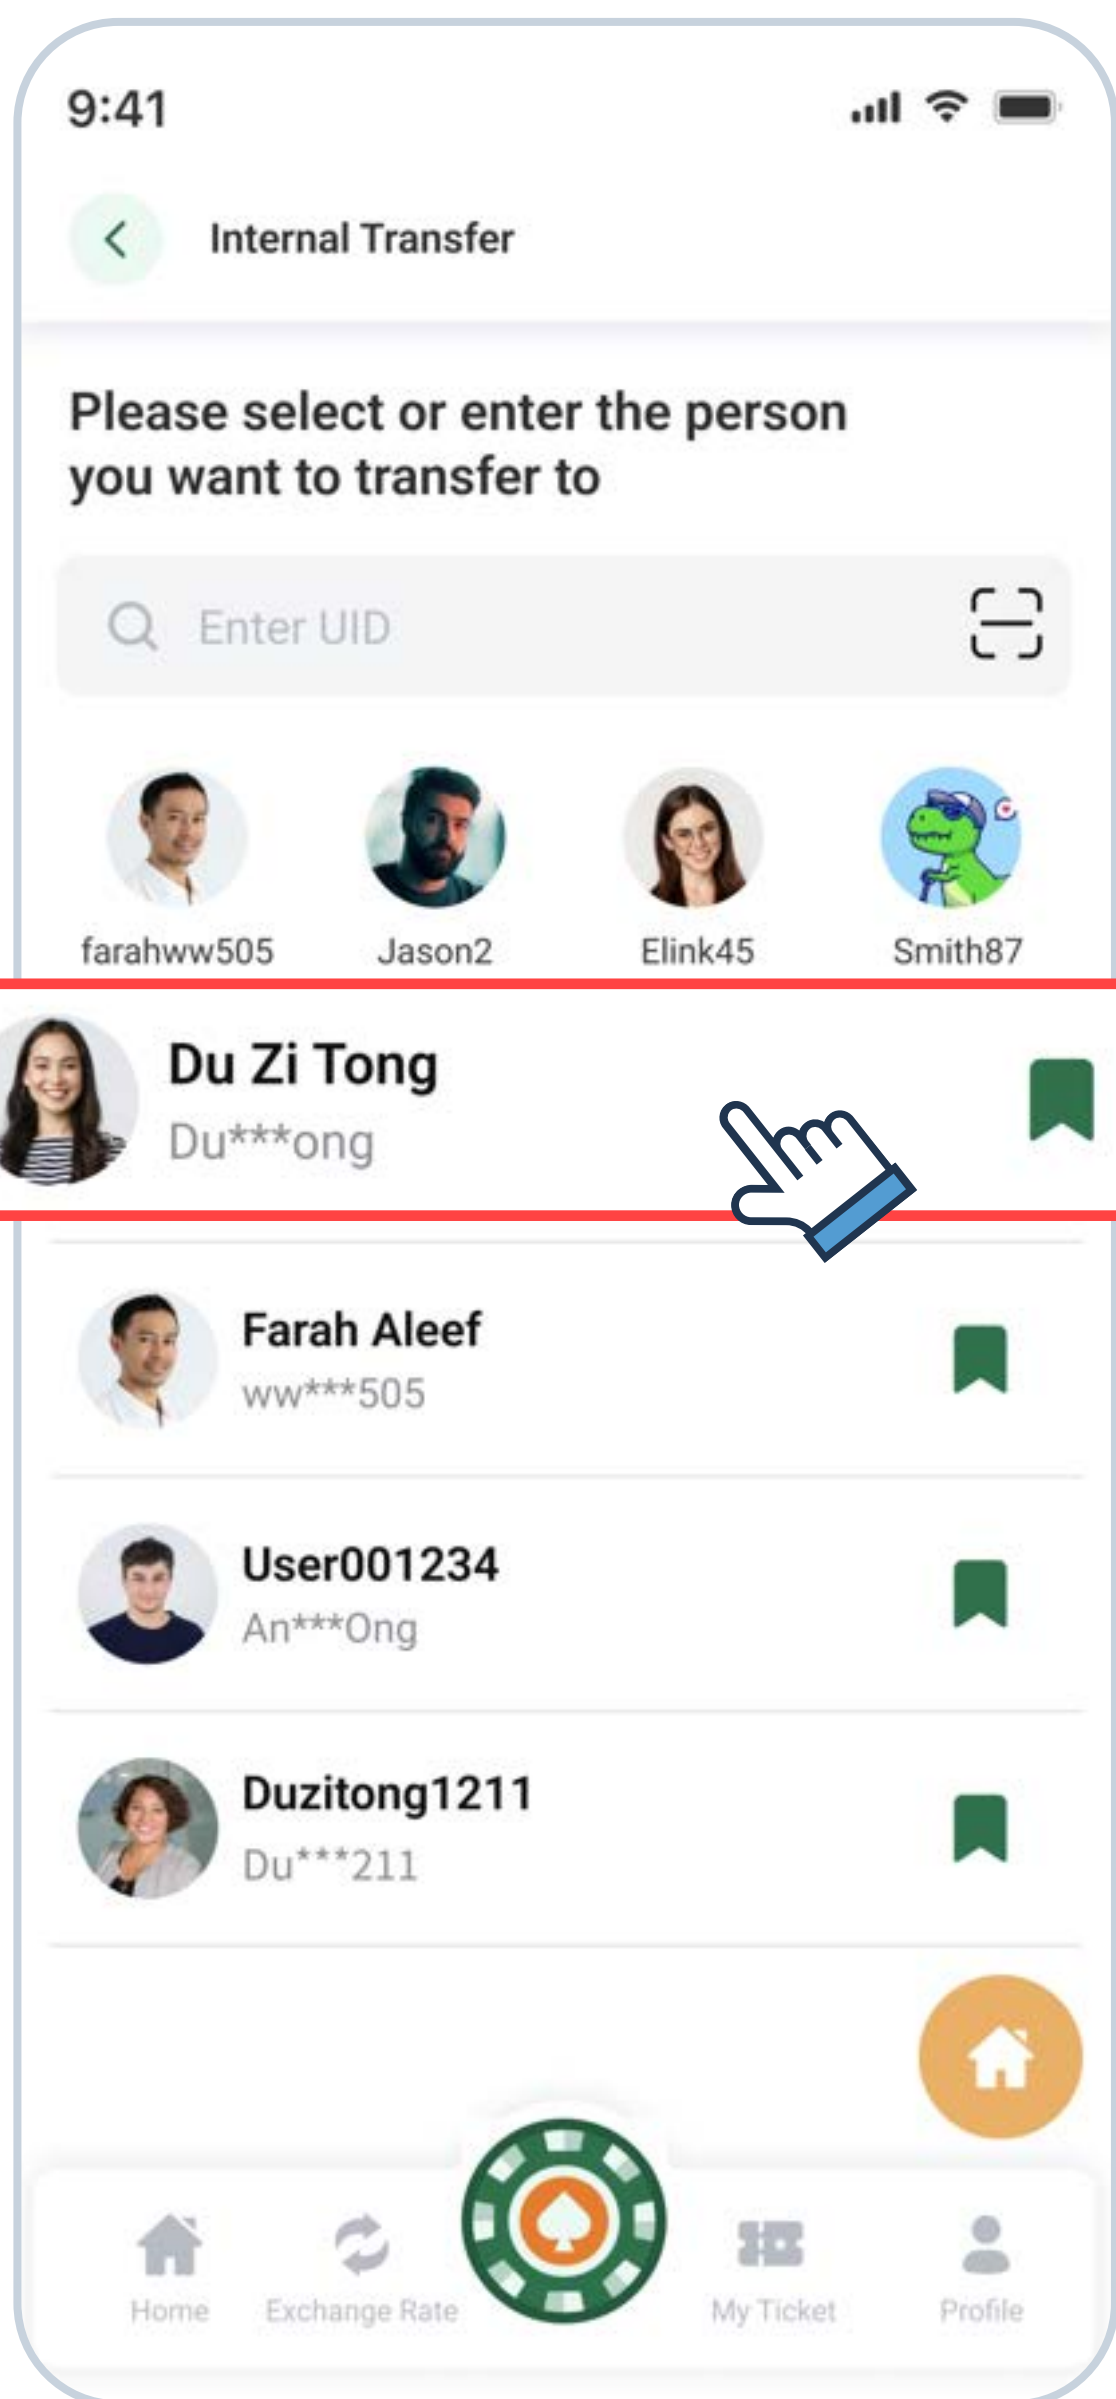 9:41
Internal Transfer
Please select or enter the person
you want to transfer to
Enter UID
farahww505 Jason2 Elink45 Smith87
Du Zi Tong
Du***ong
Farah Aleef
ww***505
User001234
An***Ong
Duzitong1211
Du***211
Home Exchange Rate My Ticket Profile